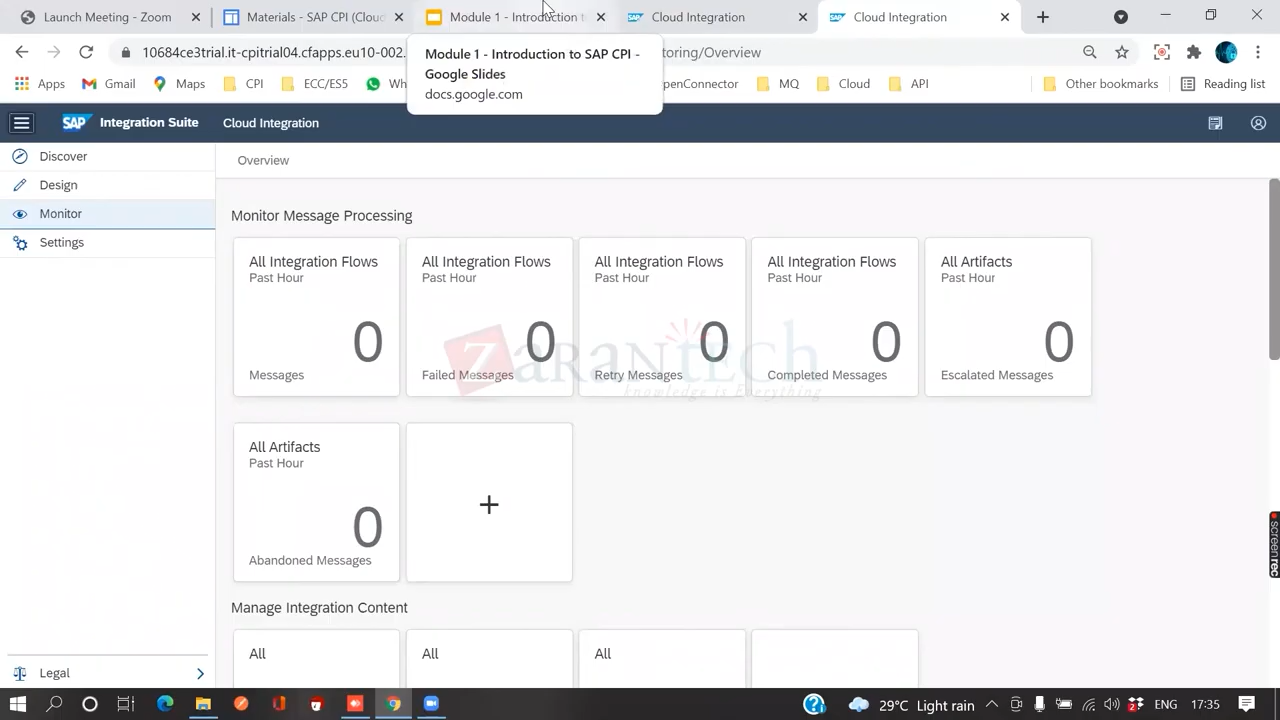 Launch Meeting - Zoom
Materials - SAP CPI (Clou
Module 1 - Introduction t
Cloud Integration
Cloud Integration
10684ce3trial.it-cpitrial04.cfapps.eu10-002.
toring/Overview
Module 1 - Introduction to SAP CPI -
Google Slides
docs.google.com
Apps
Gmail
Maps
CPI
ECC/ES5
Wh
penConnector
MQ
Cloud
API
Other bookmarks
Reading list
SAP
Integration Suite
Cloud Integration
Discover
Design
Monitor
Settings
Legal
Overview
Monitor Message Processing
All Integration Flows
Past Hour
0
Messages
All Integration Flows
Past Hour
0
Failed Messages
All Integration Flows
Past Hour
0
Retry Messages
All Integration Flows
Past Hour
0
Completed Messages
All Artifacts
Past Hour
0
Escalated Messages
ZaranTech
knowledge is Everything
All Artifacts
Past Hour
0
Abandoned Messages
+
Manage Integration Content
All
All
All
screenrec
29°C Light rain
ENG
17:35
2